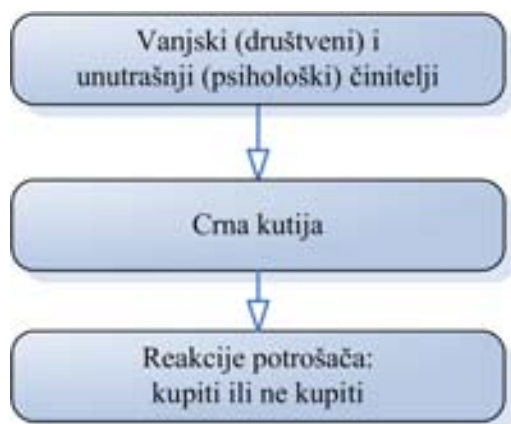 Vanjski (društveni) i
unutrašnji (psihološki) činitelji
Crna kutija
Reakcije potrošača:
kupiti ili ne kupiti